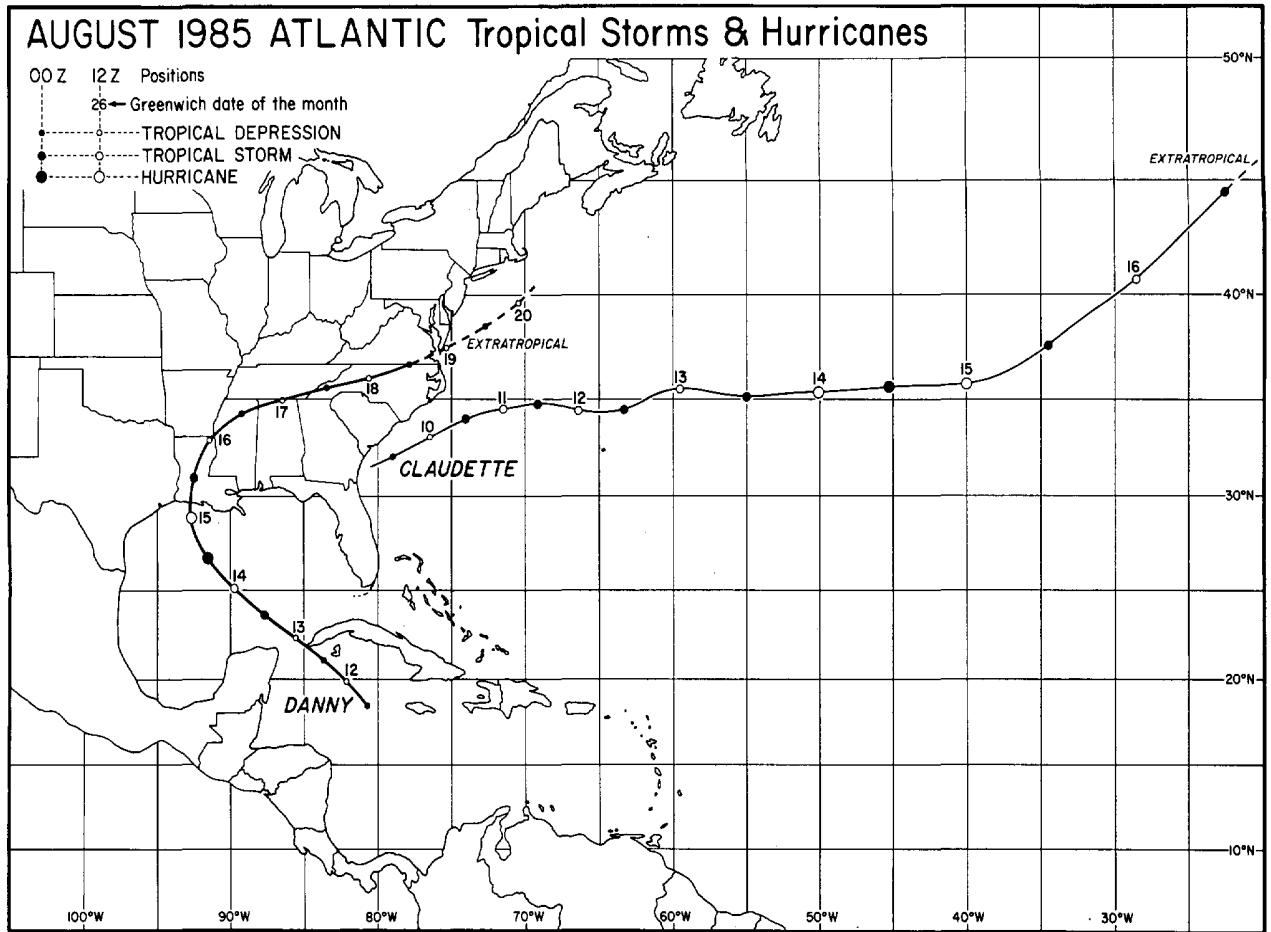 AUGUST 1985 ATLANTIC Tropical Storms & Hurricanes
00 Z 12 Z Positions
26 Greenwich date of the month
TROPICAL DEPRESSION
TROPICAL STORM
HURRICANE
50°N
EXTRATROPICAL
16
40°N
20
EXTRATROPICAL
19
18
17
16
10
11
12
13
14
15
CLAUDETTE
30°N
15
14
13
12
DANNY
20°N
10°N
100°W 90°W 80°W 70°W 60°W 50°W 40°W 30°W